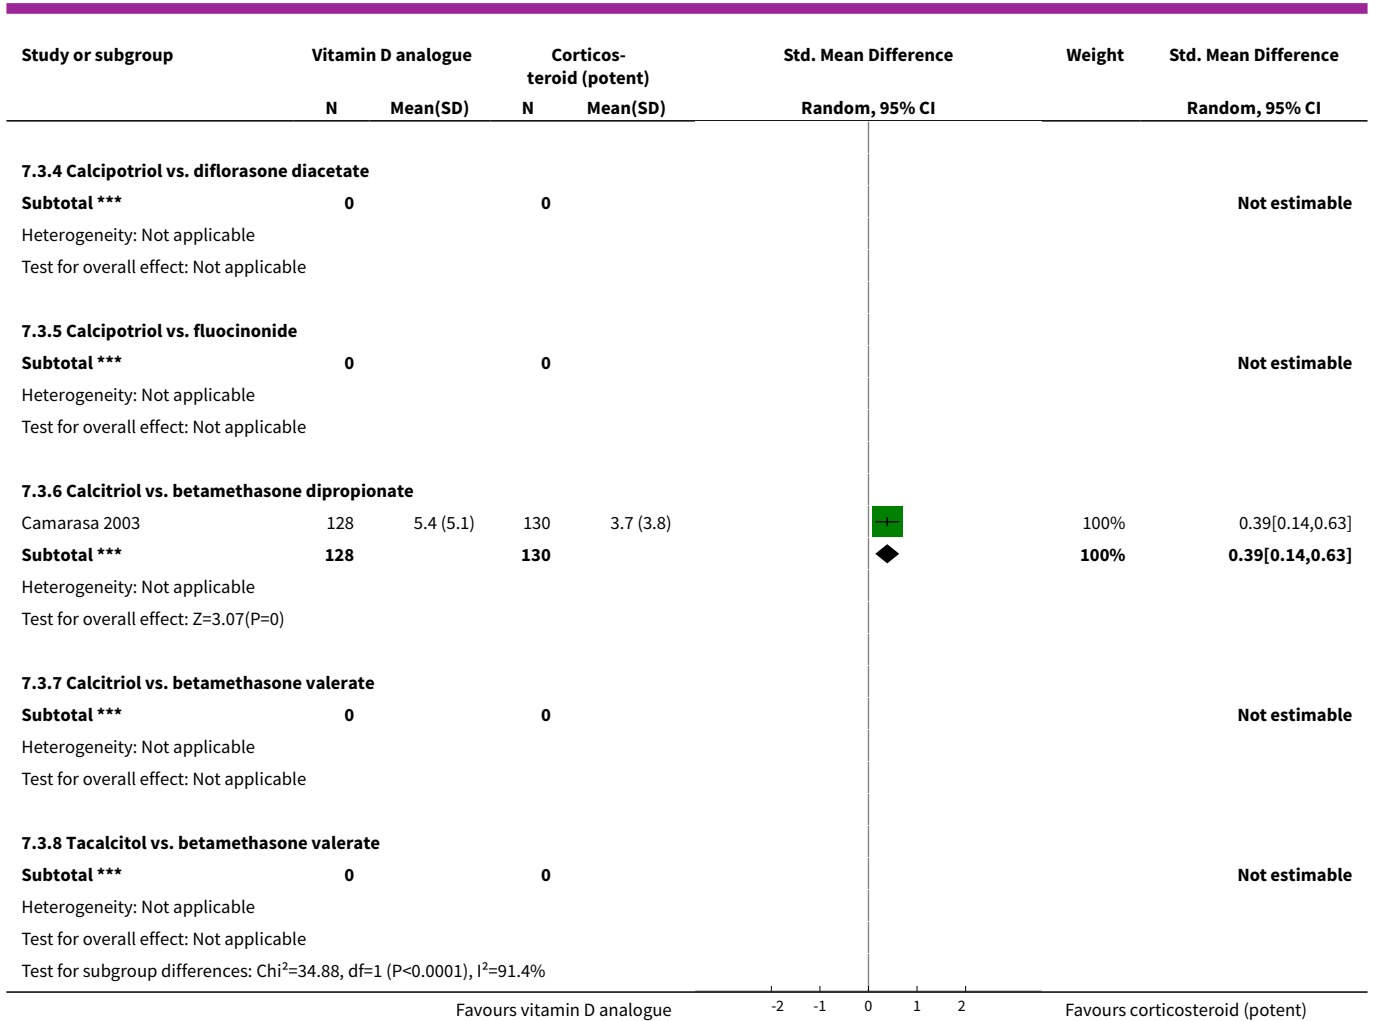 Study or subgroup Vitamin D analogue Corticos- Std. Mean Difference Weight Std. Mean Difference
teroid (potent)
N Mean(SD) N Mean(SD) Random, 95% CI Random, 95% CI
7.3.4 Calcipotriol vs. diflorasone diacetate
Subtotal *** 0 0 Not estimable
Heterogeneity: Not applicable
Test for overall effect: Not applicable
7.3.5 Calcipotriol vs. fluocinonide
Subtotal *** 0 0 Not estimable
Heterogeneity: Not applicable
Test for overall effect: Not applicable
7.3.6 Calcitriol vs. betamethasone dipropionate
Camarasa 2003 128 5.4 (5.1) 130 3.7 (3.8) 100% 0.39[0.14,0.63]
Subtotal *** 128 130 100% 0.39[0.14,0.63]
Heterogeneity: Not applicable
Test for overall effect: Z=3.07(P=0)
7.3.7 Calcitriol vs. betamethasone valerate
Subtotal *** 0 0 Not estimable
Heterogeneity: Not applicable
Test for overall effect: Not applicable
7.3.8 Tacalcitol vs. betamethasone valerate
Subtotal *** 0 0 Not estimable
Heterogeneity: Not applicable
Test for overall effect: Not applicable
Test for subgroup differences: Chi²=34.88, df=1 (P<0.0001), I²=91.4%
Favours vitamin D analogue -2 -1 0 1 2 Favours corticosteroid (potent)